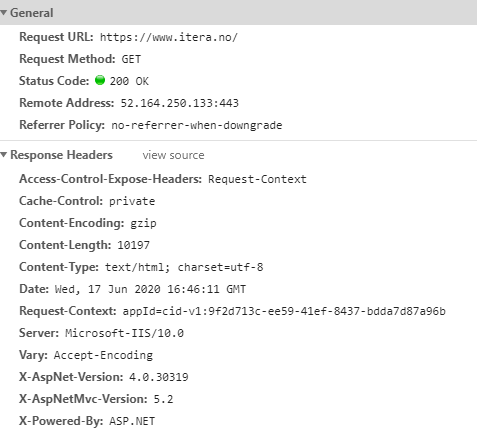 General
Request URL: https://www.itera.no/
Request Method: GET
Status Code: 200 OK
Remote Address: 52.164.250.133:443
Referrer Policy: no-referrer-when-downgrade
Response Headers view source
Access-Control-Expose-Headers: Request-Context
Cache-Control: private
Content-Encoding: gzip
Content-Length: 10197
Content-Type: text/html; charset=utf-8
Date: Wed, 17 Jun 2020 16:46:11 GMT
Request-Context: appId=cid-v1:9f2d713c-ee59-41ef-8437-bdda7d87a96b
Server: Microsoft-IIS/10.0
Vary: Accept-Encoding
X-AspNet-Version: 4.0.30319
X-AspNetMvc-Version: 5.2
X-Powered-By: ASP.NET